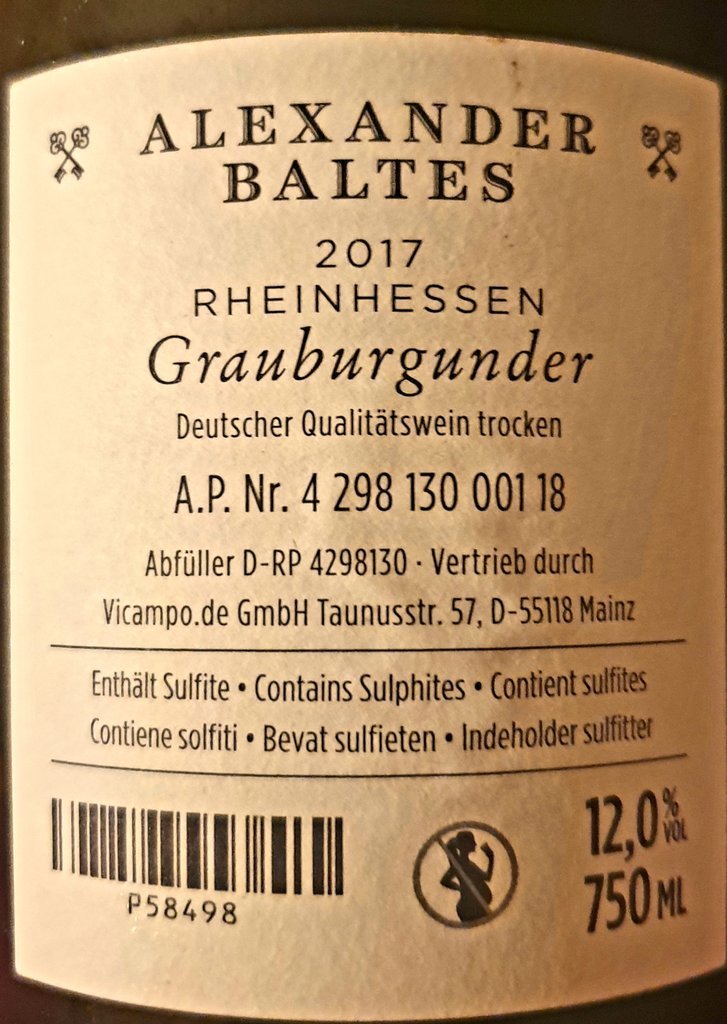 ALEXANDER
BALTES
2017
RHEINHESSEN
Grauburgunder
Deutscher Qualitätswein trocken
A.P. Nr. 4 298 130 001 18
Abfüller D-RP 4298130 · Vertrieb durch
Vicampo.de GmbH Taunusstr. 57, D-55118 Mainz
Enthält Sulfite • Contains Sulphites • Contient sulfites
Contiene solfiti • Bevat sulfieten • Indeholder sulfitter
P58498
12,0 % VOL
750 ML